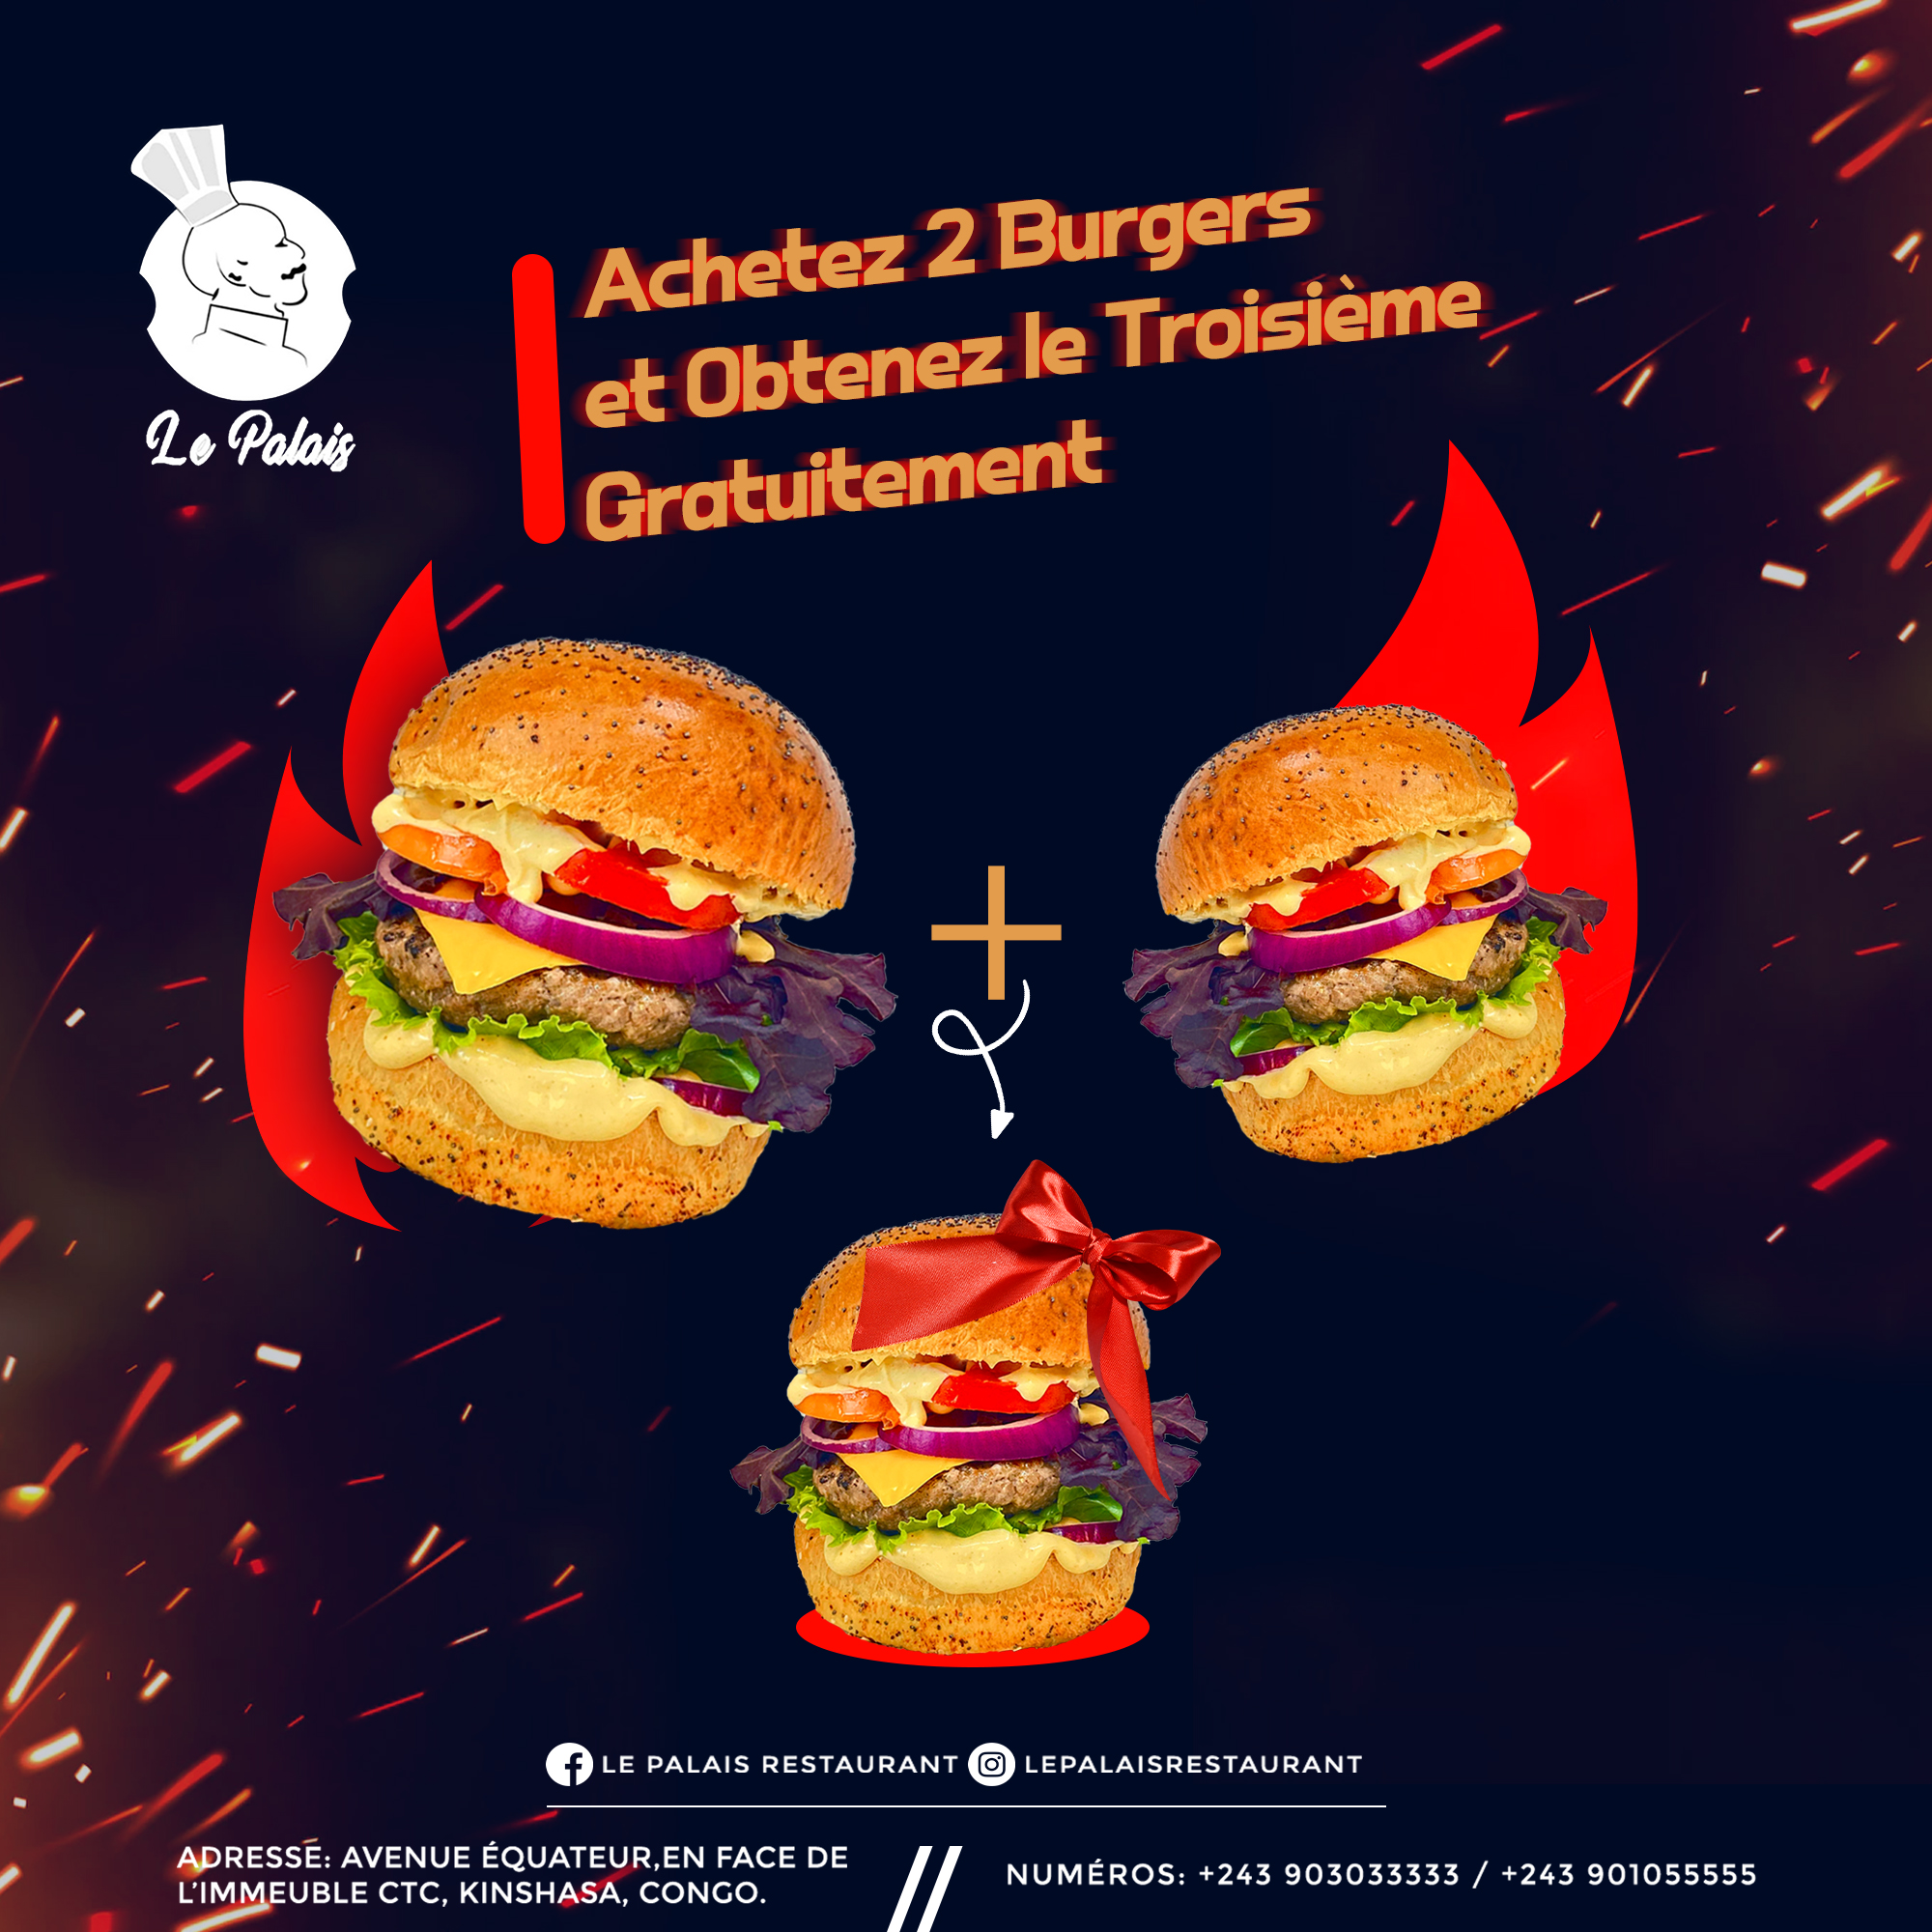 Le Palais
Achetez 2 Burgers
et Obtenez le Troisième
Gratuitement
LE PALAIS RESTAURANT LEPALAISRESTAURANT
ADRESSE: AVENUE ÉQUATEUR,EN FACE DE
L'IMMEUBLE CTC, KINSHASA, CONGO.
NUMÉROS: +243 903033333 / +243 901055555